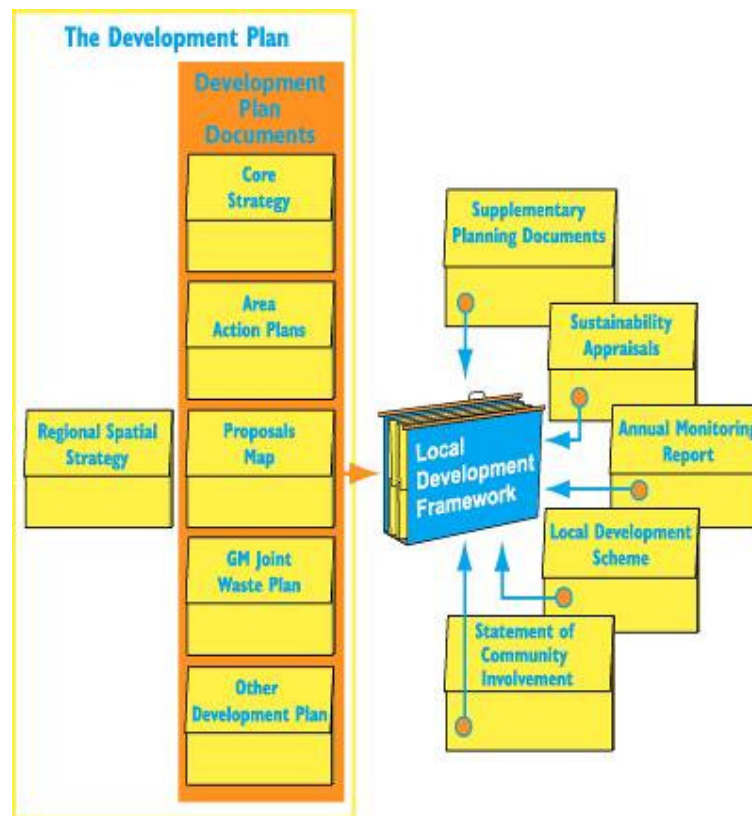 The Development Plan
Development
Plan
Documents
Core
Strategy
Area
Action Plans
Regional Spatial
Strategy
Proposals
Map
GM Joint
Waste Plan
Other
Development Plan
Local
Development
Framework
Supplementary
Planning Documents
Sustainability
Appraisals
Annual Monitoring
Report
Local Development
Scheme
Statement of
Community
Involvement